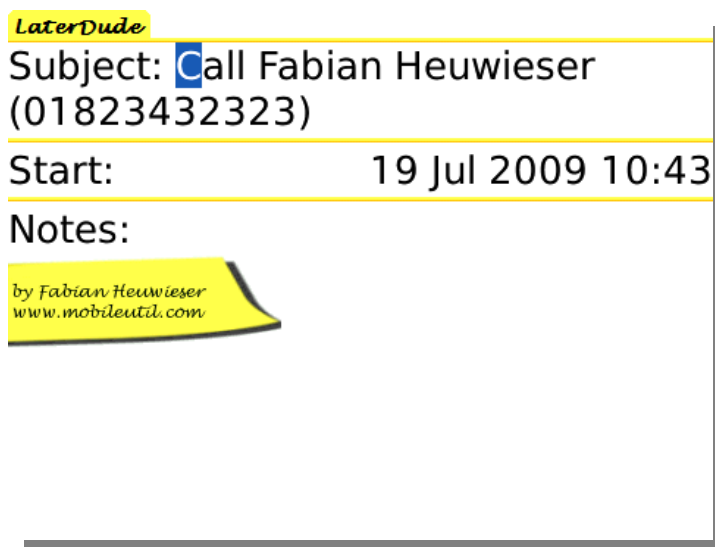 LaterDude
Subject: Call Fabian Heuwieser
(01823432323)
Start: 19 Jul 2009 10:43
Notes:
by Fabian Heuwieser
www.mobileutil.com